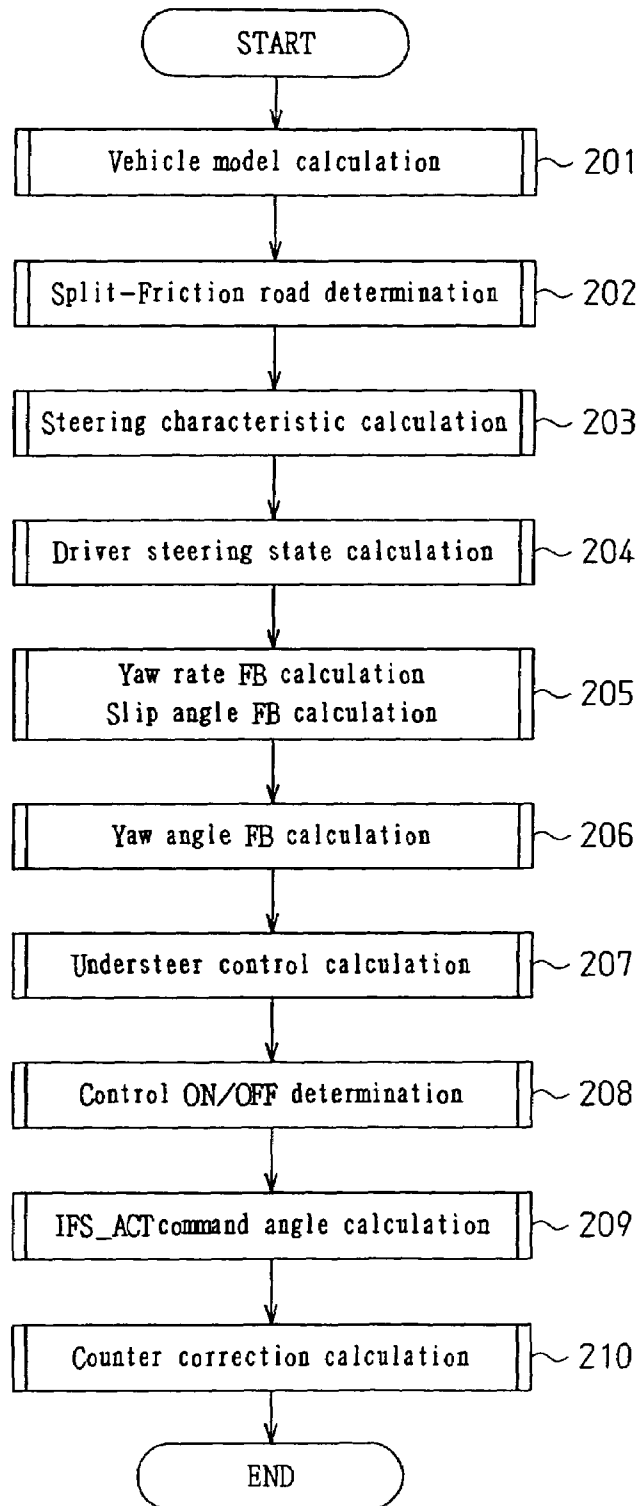 START
Vehicle model calculation 201
Split-Friction road determination 202
Steering characteristic calculation 203
Driver steering state calculation 204
Yaw rate FB calculation
Slip angle FB calculation 205
Yaw angle FB calculation 206
Understeer control calculation 207
Control ON/OFF determination 208
IFS_ACT command angle calculation 209
Counter correction calculation 210
END